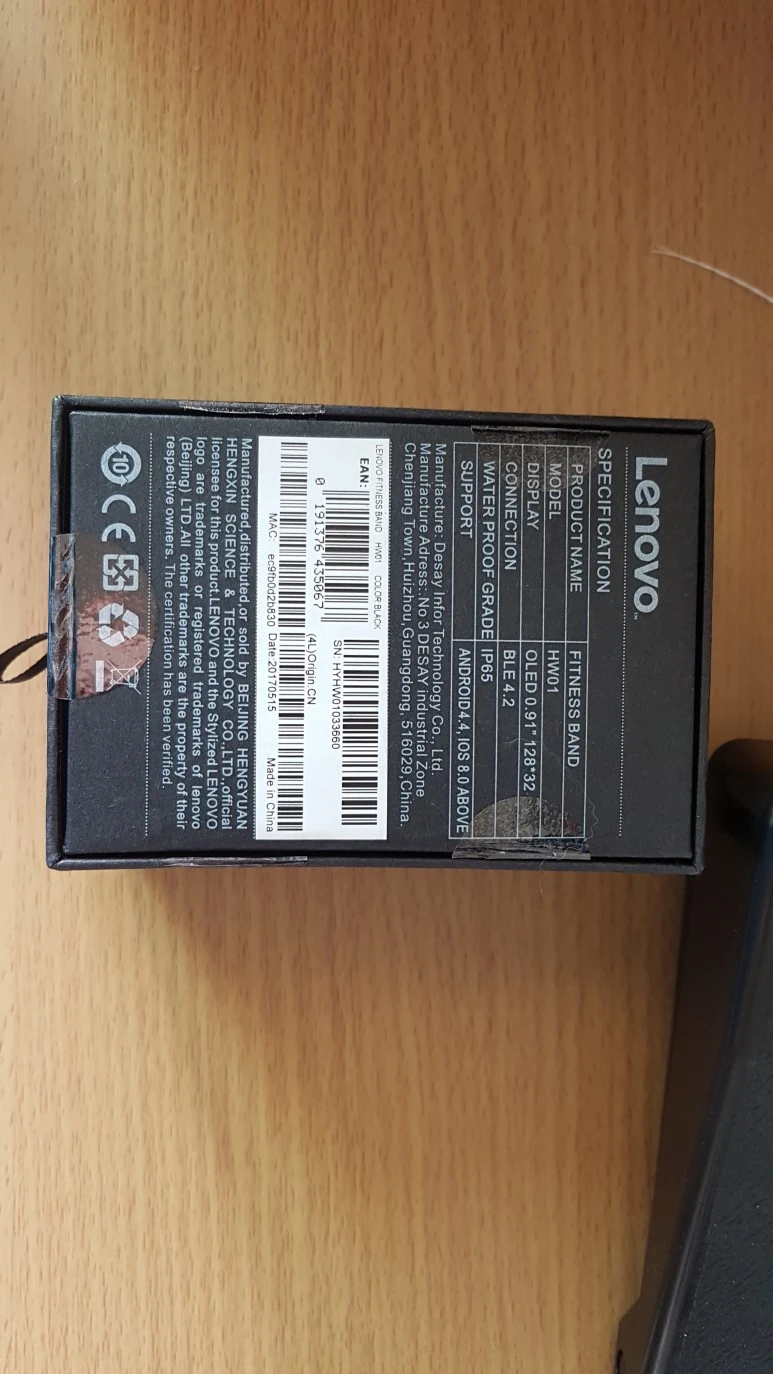 Lenovo™
SPECIFICATION
PRODUCT NAME FITNESS BAND
MODEL HW01
DISPLAY OLED 0.91" 128*32
CONNECTION BLE 4.2
WATER PROOF GRADE IP65
SUPPORT ANDROID4.4, IOS 8.0 ABOVE
Manufacture: Desay Infor Technology Co., Ltd
Manufacture Adress:.No 3 DESAY industrial Zone
Chenjiang Town,Huizhou,Guangdong, 516029,China.
LENOVO FITNESS BAND HW01 COLOR:BLACK
EAN:
0 191376 435067
SN: HYHW01033660
(4L)Origin.CN
MAC: ec9fb0d2b830 Date:20170515 Made in China
Manufactured,distributed,or sold by BEIJING HENGYUAN
HENGXIN SCIENCE & TECHNOLOGY CO.,LTD.,official
licensee for this product.LENOVO and the Stylized LENOVO
logo are trademarks or registered trademarks of lenovo
(Beijing) LTD.All other trademarks are the property of their
respective owners. The certification has been verified.
10 CE